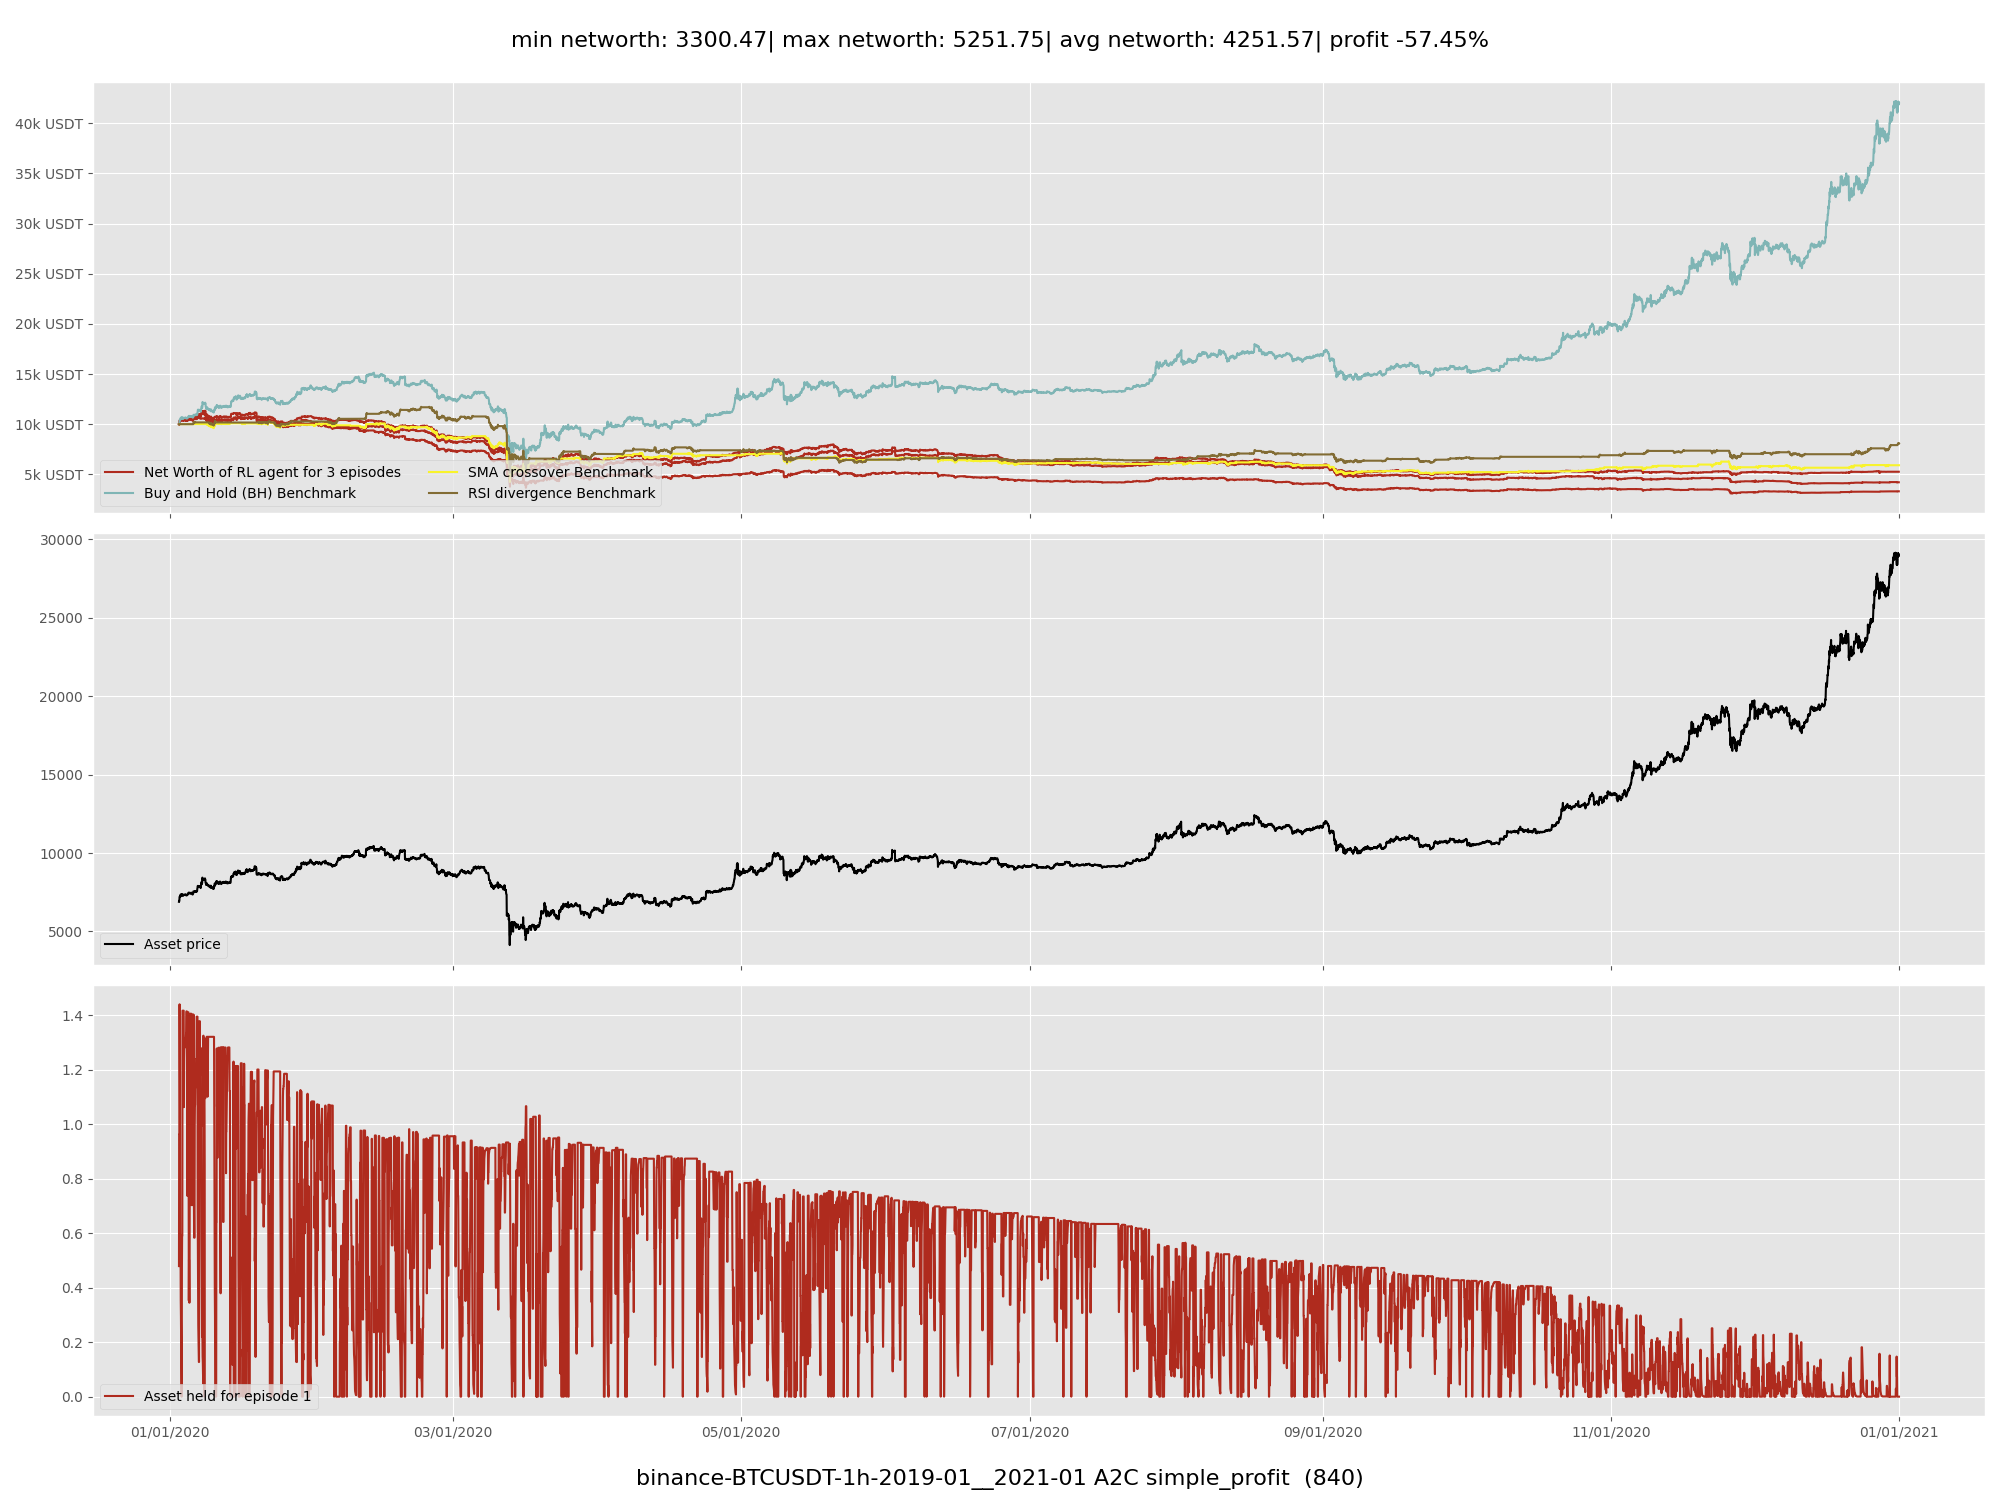 min networth: 3300.47| max networth: 5251.75| avg networth: 4251.57| profit -57.45%
40k USDT
35k USDT
30k USDT
25k USDT
20k USDT
15k USDT
10k USDT
5k USDT
Net Worth of RL agent for 3 episodes
Buy and Hold (BH) Benchmark
SMA crossover Benchmark
RSI divergence Benchmark
30000
25000
20000
15000
10000
5000
Asset price
1.4
1.2
1.0
0.8
0.6
0.4
0.2
0.0
Asset held for episode 1
01/01/2020 03/01/2020 05/01/2020 07/01/2020 09/01/2020 11/01/2020 01/01/2021
binance-BTCUSDT-1h-2019-01__2021-01 A2C simple_profit (840)